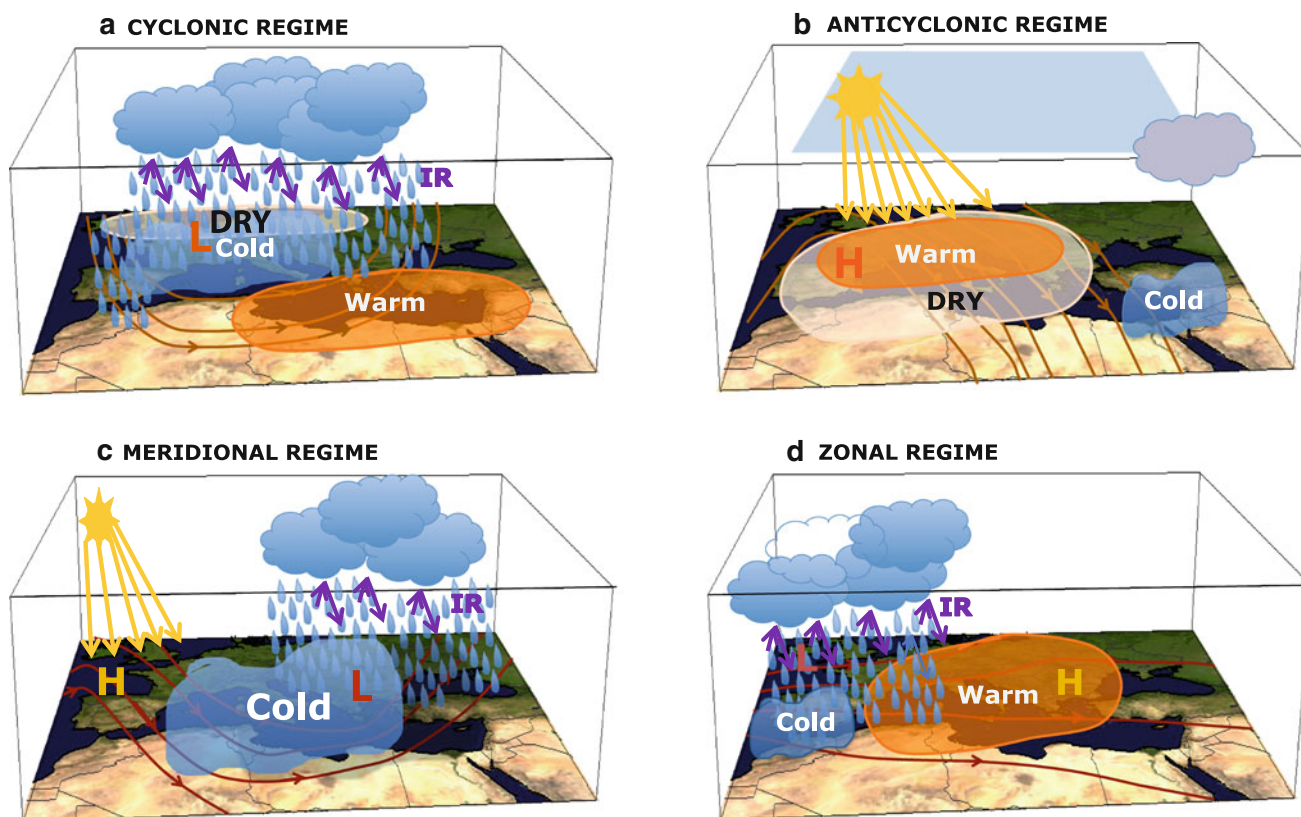 a CYCLONIC REGIME
IR
DRY
L Cold
Warm
b ANTICYCLONIC REGIME
H Warm
DRY
Cold
c MERIDIONAL REGIME
IR
H
L
Cold
d ZONAL REGIME
IR
L
H
Warm
Cold